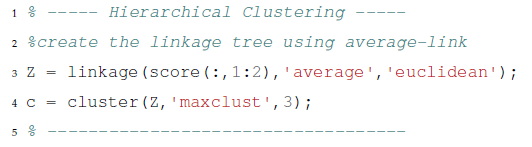 1 % ----- Hierarchical Clustering -----
2 %create the linkage tree using average-link
3 Z = linkage(score(:,1:2),'average','euclidean');
4 c = cluster(Z,'maxclust',3);
5 % -----------------------------------